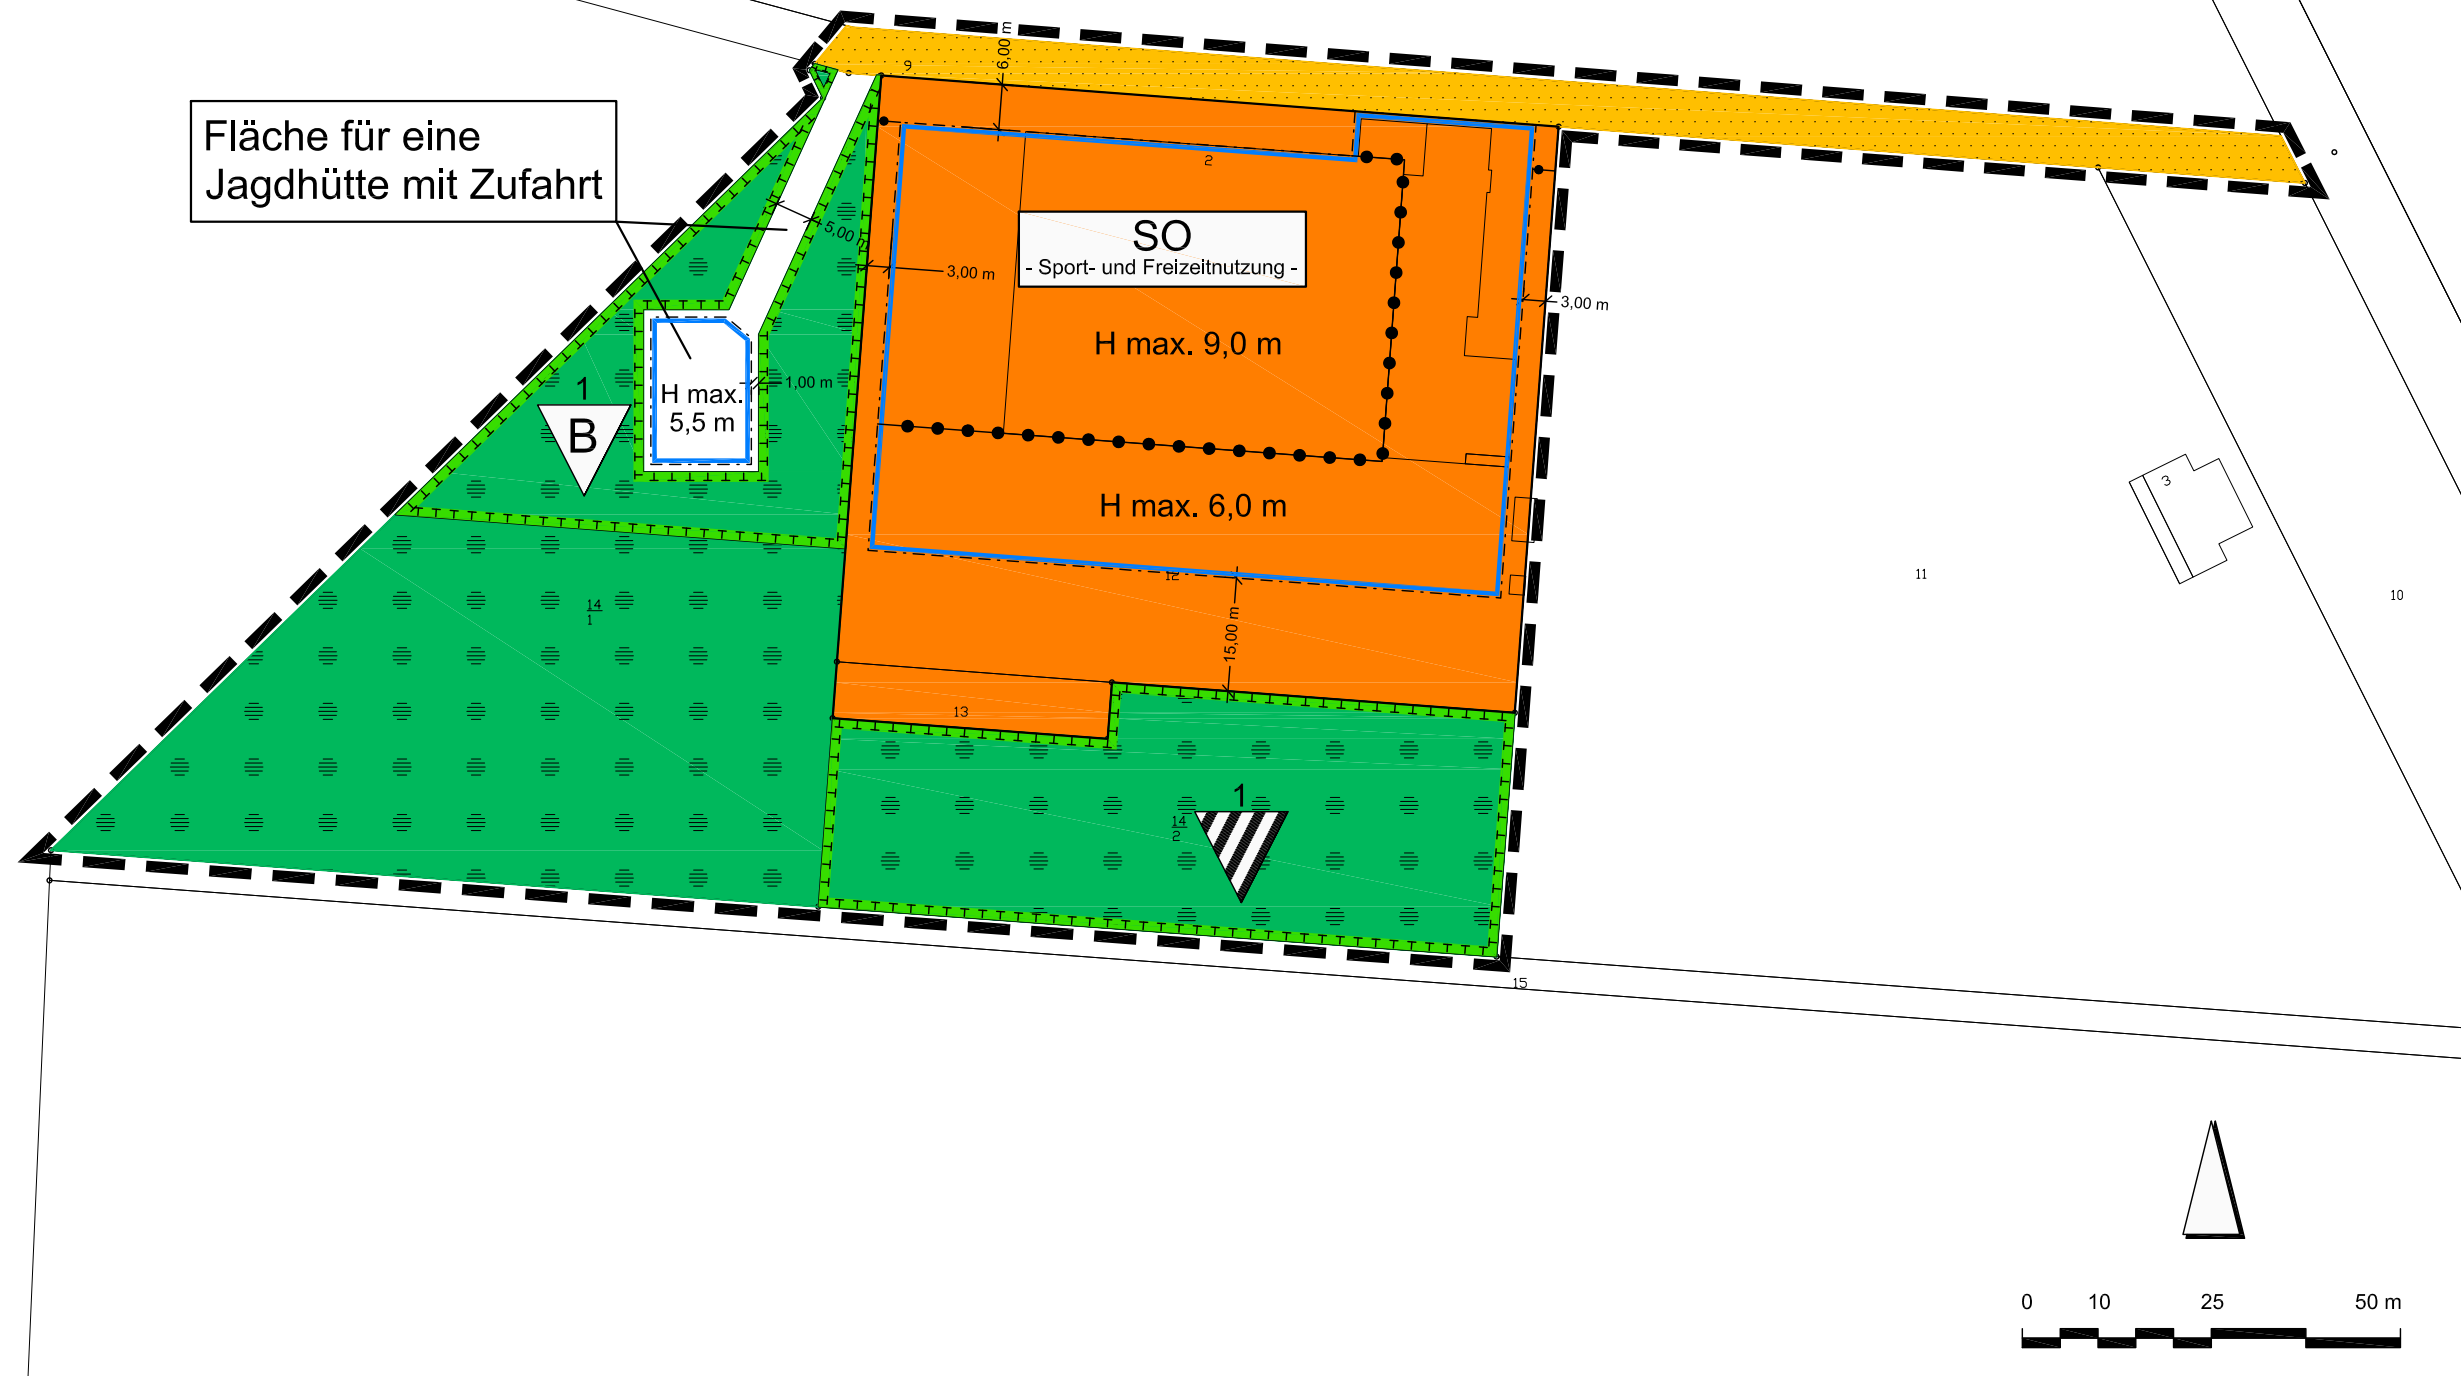 6,00 m
9
Fläche für eine
Jagdhütte mit Zufahrt
2
5,00 m
SO
- Sport- und Freizeitnutzung -
3,00 m
3,00 m
H max. 9,0 m
1
B
H max.
5,5 m
1,00 m
H max. 6,0 m
3
12
11
10
14
1
15,00 m
13
1
14
2
15
0 10 25 50 m